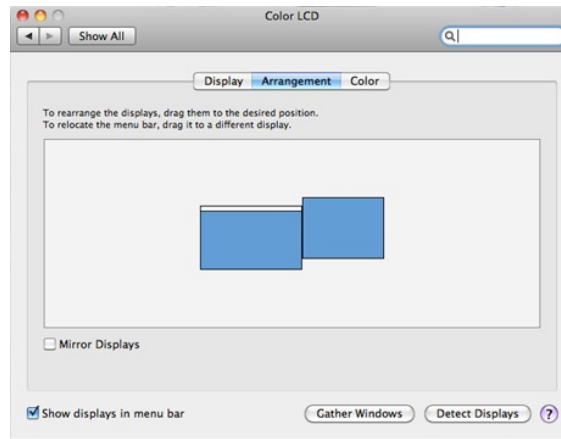 Color LCD
Show All
Display Arrangement Color
To rearrange the displays, drag them to the desired position.
To relocate the menu bar, drag it to a different display.
Mirror Displays
Show displays in menu bar Gather Windows Detect Displays ?